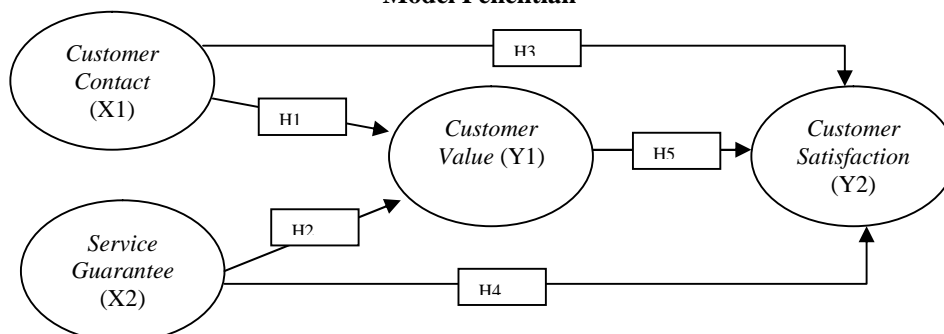 Model Penelitian
Customer
Contact
(X1)
H3
H1
Customer
Value (Y1)
H5
Customer
Satisfaction
(Y2)
H2
Service
Guarantee
(X2)
H4